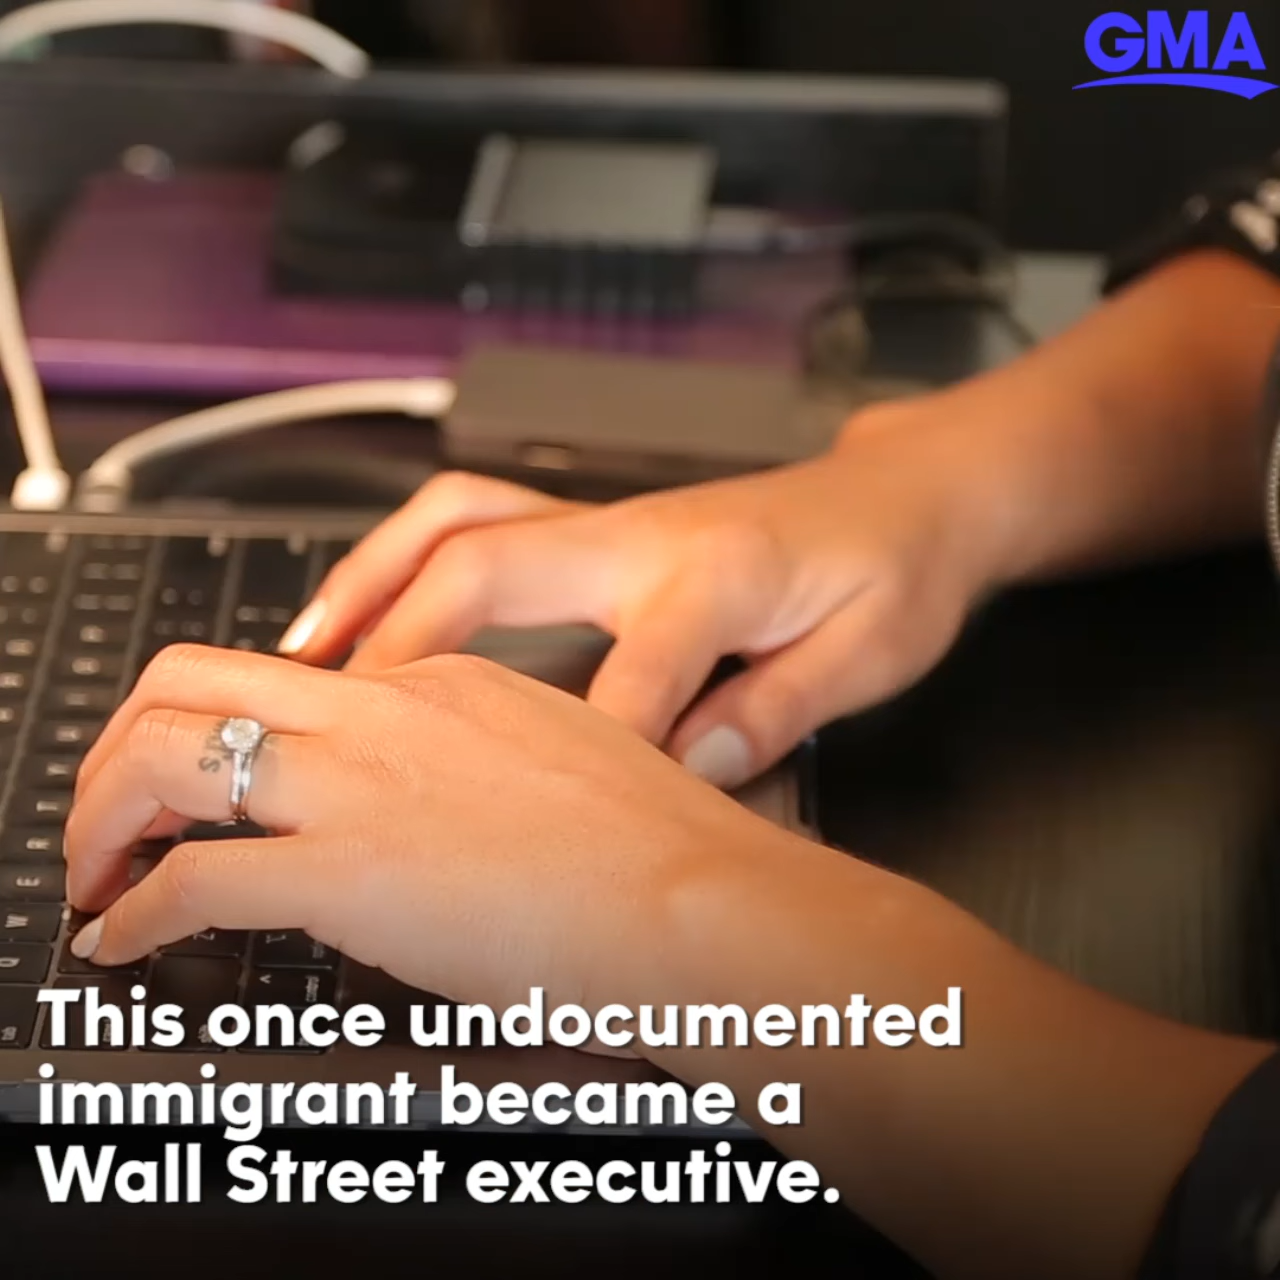 GMA
This once undocumented
immigrant became a
Wall Street executive.